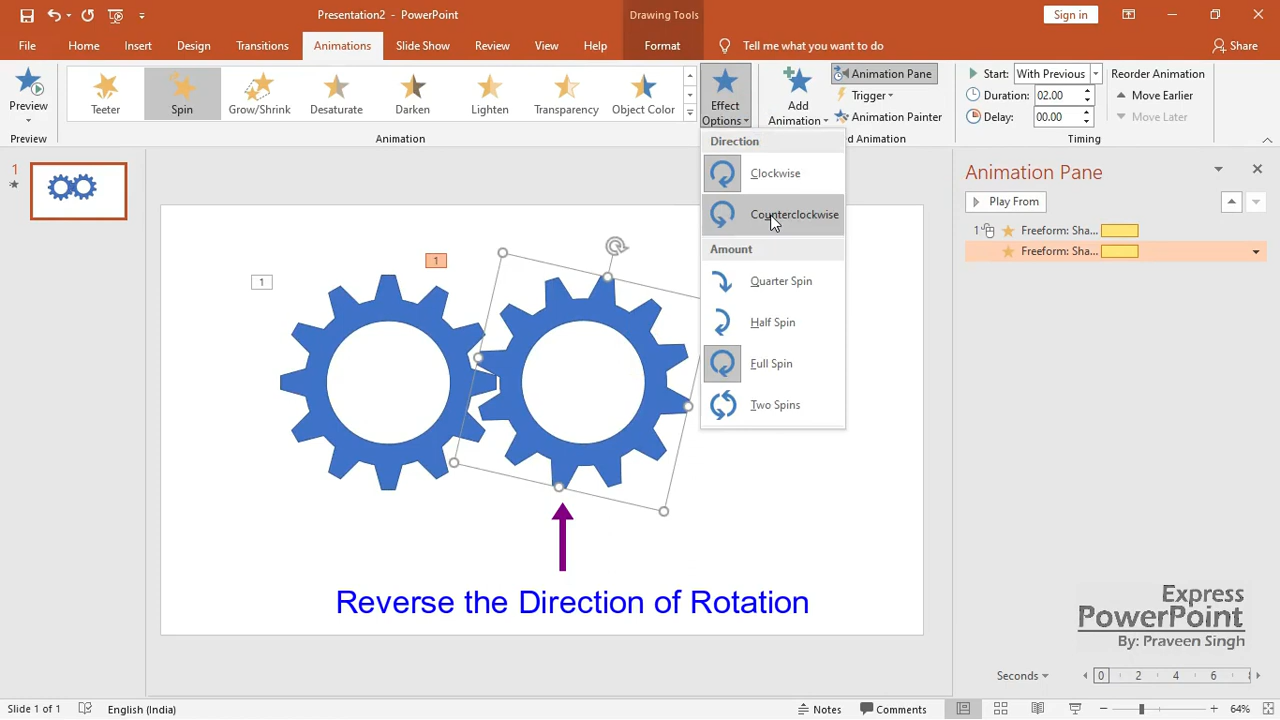 Presentation2 - PowerPoint
Drawing Tools
Sign in
File
Home
Insert
Design
Transitions
Animations
Slide Show
Review
View
Help
Format
Tell me what you want to do
Share
Preview
Preview
Teeter
Spin
Grow/Shrink
Desaturate
Darken
Lighten
Transparency
Object Color
Animation
Effect
Options
Add
Animation
Animation Pane
Trigger
Animation Painter
d Animation
Start: With Previous
Duration: 02.00
Delay: 00.00
Reorder Animation
Move Earlier
Move Later
Timing
Direction
Clockwise
Counterclockwise
Amount
Quarter Spin
Half Spin
Full Spin
Two Spins
1
1
1
Reverse the Direction of Rotation
Animation Pane
Play From
1 Freeform: Sha...
Freeform: Sha...
Express
PowerPoint
By: Praveen Singh
Seconds
0 2 4 6
Slide 1 of 1
English (India)
Notes
Comments
64%